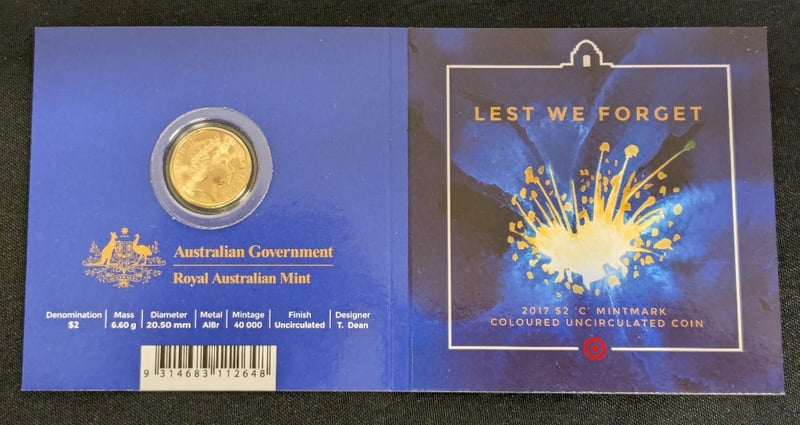 Australian Government
Royal Australian Mint
Denomination Mass Diameter Metal Mintage Finish Designer
$2 6.60 g 20.50 mm AlBr 40 000 Uncirculated T. Dean
9 314683 112648
LEST WE FORGET
2017 $2 'C' MINTMARK
COLOURED UNCIRCULATED COIN